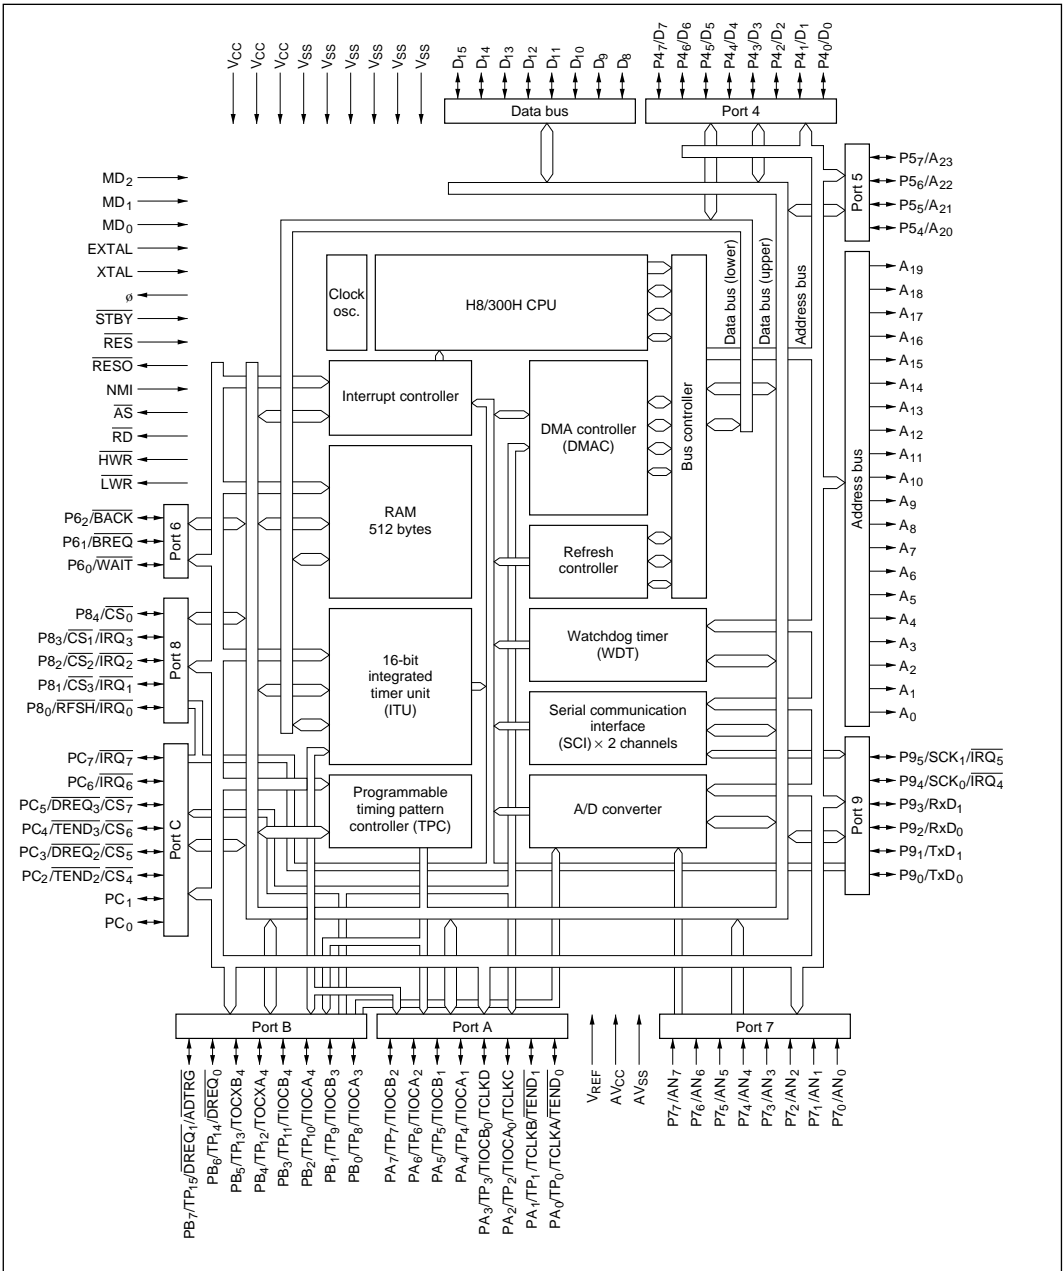 VCC
VCC
VCC
VSS
VSS
VSS
VSS
VSS
VSS
D15
D14
D13
D12
D11
D10
D9
D8
P47/D7
P46/D6
P45/D5
P44/D4
P43/D3
P42/D2
P41/D1
P40/D0
Data bus
Port 4
MD2
MD1
MD0
EXTAL
XTAL
ø
STBY
RES
RESO
NMI
AS
RD
HWR
LWR
Port 5
P57/A23
P56/A22
P55/A21
P54/A20
Data bus (lower)
Data bus (upper)
Address bus
Clock
osc.
H8/300H CPU
Interrupt controller
DMA controller
(DMAC)
Bus controller
RAM
512 bytes
Refresh
controller
16-bit
integrated
timer unit
(ITU)
Watchdog timer
(WDT)
Serial communication
interface
(SCI) × 2 channels
Programmable
timing pattern
controller (TPC)
A/D converter
Address bus
A19
A18
A17
A16
A15
A14
A13
A12
A11
A10
A9
A8
A7
A6
A5
A4
A3
A2
A1
A0
P62/BACK
P61/BREQ
P60/WAIT
Port 6
P84/CS0
P83/CS1/IRQ3
P82/CS2/IRQ2
P81/CS3/IRQ1
P80/RFSH/IRQ0
Port 8
PC7/IRQ7
PC6/IRQ6
PC5/DREQ3/CS7
PC4/TEND3/CS6
PC3/DREQ2/CS5
PC2/TEND2/CS4
PC1
PC0
Port C
Port 9
P95/SCK1/IRQ5
P94/SCK0/IRQ4
P93/RxD1
P92/RxD0
P91/TxD1
P90/TxD0
Port B
Port A
Port 7
PB7/TP15/DREQ1/ADTRG
PB6/TP14/DREQ0
PB5/TP13/TOCXB4
PB4/TP12/TOCXA4
PB3/TP11/TIOCB4
PB2/TP10/TIOCA4
PB1/TP9/TIOCB3
PB0/TP8/TIOCA3
PA7/TP7/TIOCB2
PA6/TP6/TIOCA2
PA5/TP5/TIOCB1
PA4/TP4/TIOCA1
PA3/TP3/TIOCB0/TCLKD
PA2/TP2/TIOCA0/TCLKC
PA1/TP1/TCLKB/TEND1
PA0/TP0/TCLKA/TEND0
VREF
AVCC
AVSS
P77/AN7
P76/AN6
P75/AN5
P74/AN4
P73/AN3
P72/AN2
P71/AN1
P70/AN0